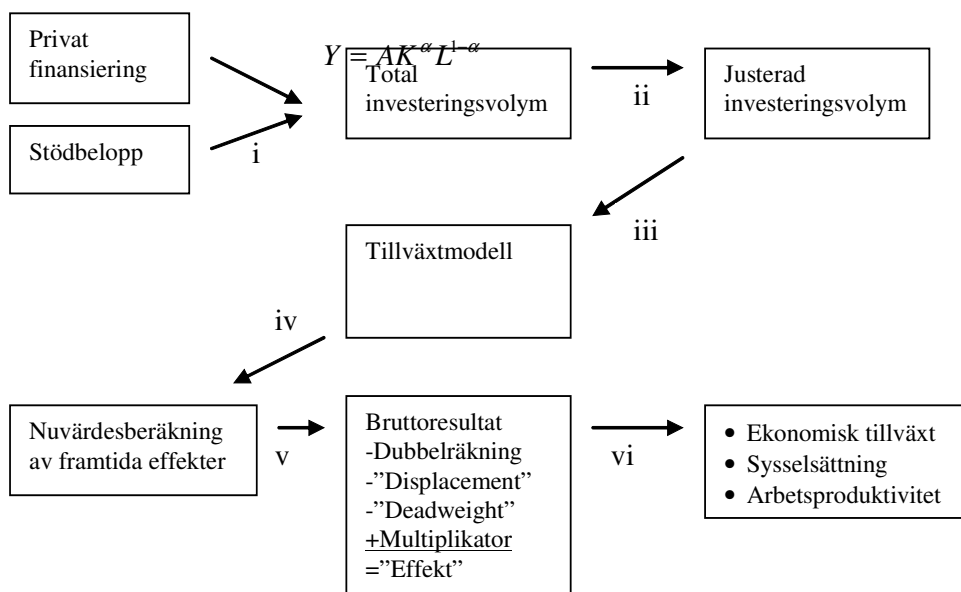 Privat
finansiering
Y = AK^α L^{1−α}
Total
investeringsvolym
ii
Justerad
investeringsvolym
Stödbelopp
i
iii
Tillväxtmodell
iv
Nuvärdesberäkning
av framtida effekter
v
Bruttoresultat
-Dubbelräkning
-”Displacement”
-”Deadweight”
+Multiplikator
=”Effekt”
vi
• Ekonomisk tillväxt
• Sysselsättning
• Arbetsproduktivitet